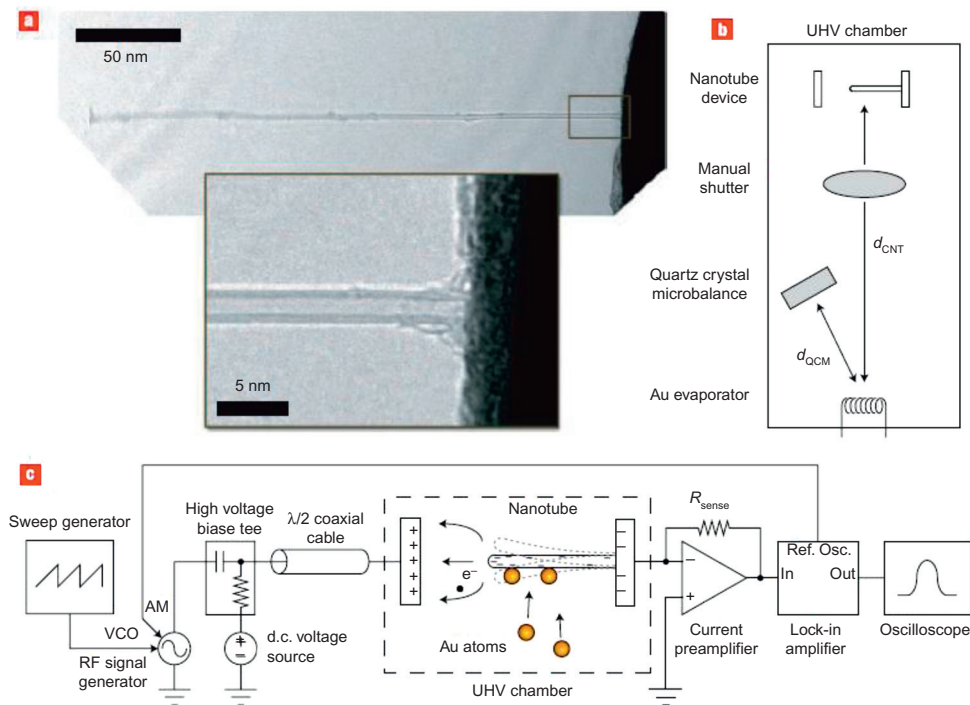 a
50 nm
5 nm
b
UHV chamber
Nanotube
device
Manual
shutter
d_CNT
Quartz crystal
microbalance
d_QCM
Au evaporator
c
Sweep generator
High voltage
biase tee
λ/2 coaxial
cable
Nanotube
R_sense
AM
VCO
RF signal
generator
d.c. voltage
source
+
+
+
+
+
e⁻
Au atoms
UHV chamber
−
+
Current
preamplifier
Ref. Osc.
In
Out
Lock-in
amplifier
Oscilloscope